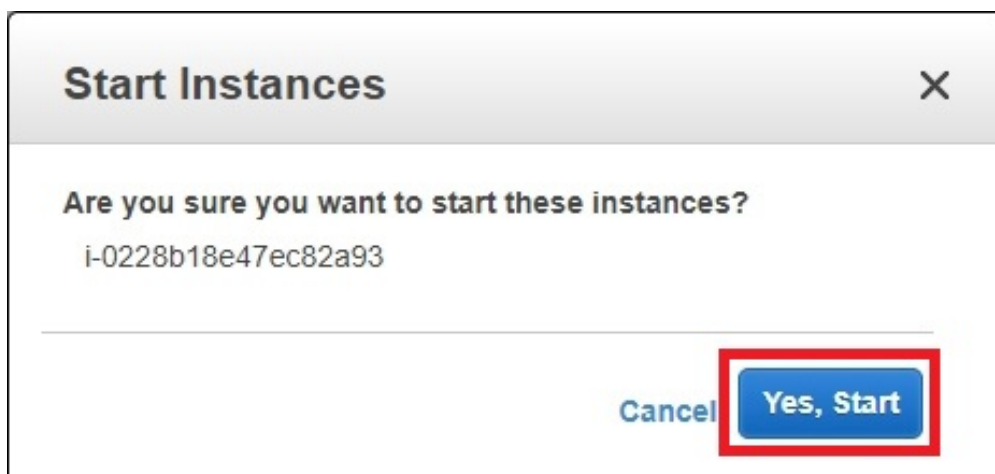 Start Instances
Are you sure you want to start these instances?
i-0228b18e47ec82a93
Cancel Yes, Start